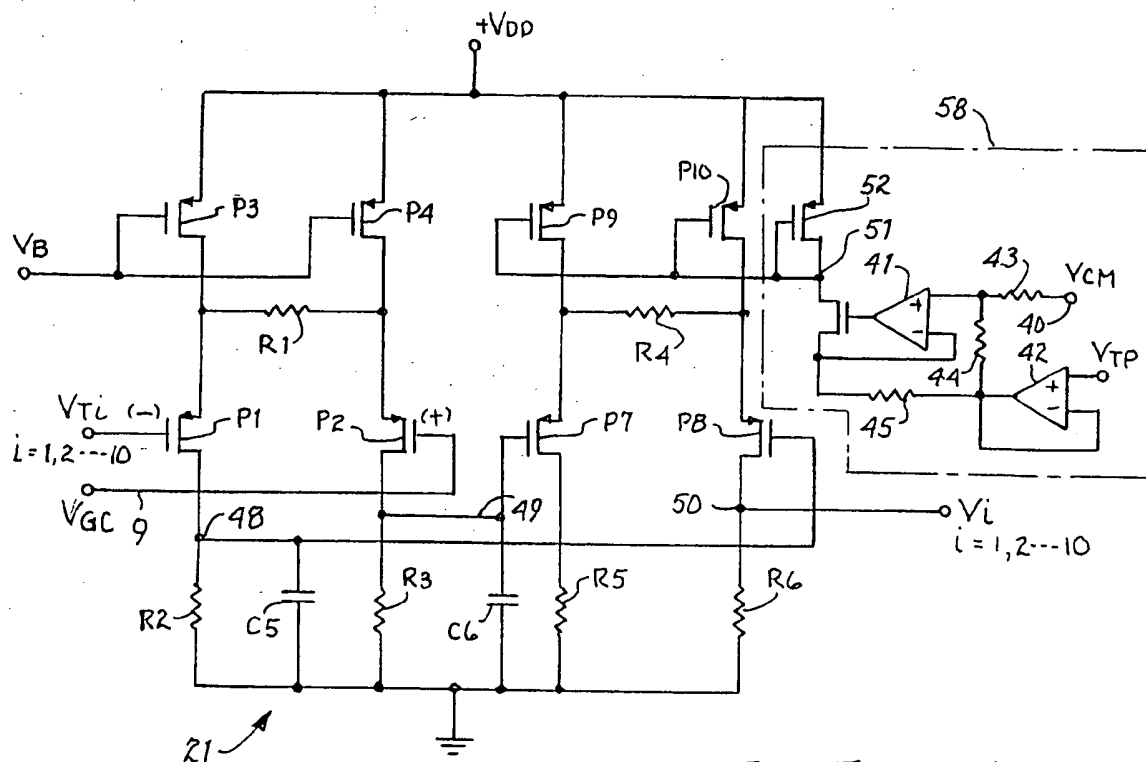 +VDD
58
P3
P4
P9
P10
52
VB
51
41
43
VCM
40
R1
R4
44
42
VTP
45
VTi (-)
P1
P2
(+)
P7
P8
i=1,2---10
VGC
9
48
49
50
Vi
i=1,2---10
R2
C5
R3
C6
R5
R6
21